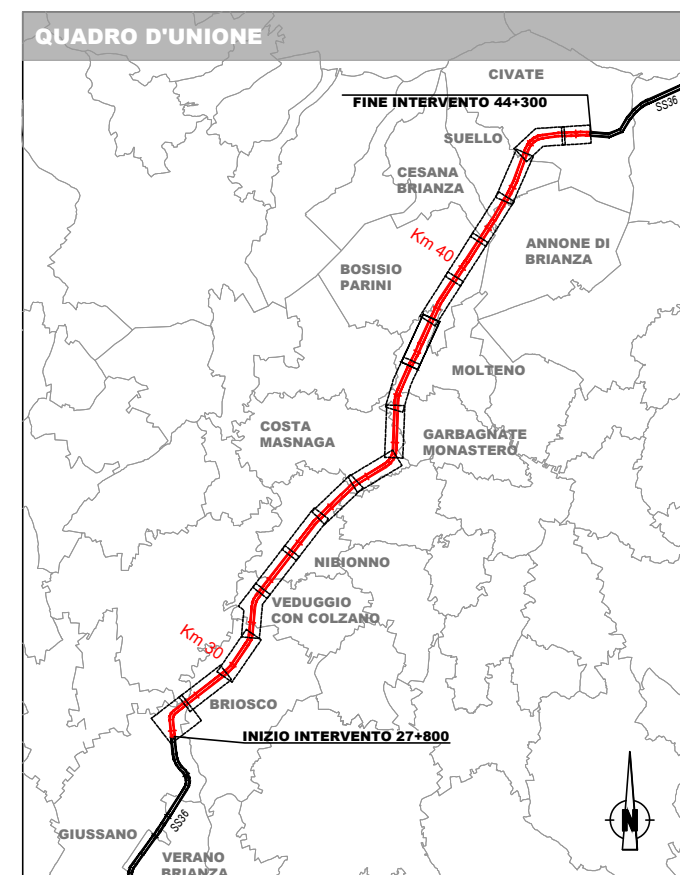 QUADRO D'UNIONE
CIVATE
SS36
FINE INTERVENTO 44+300
SUELLO
CESANA
BRIANZA
Km 40
ANNONE DI
BRIANZA
BOSISIO
PARINI
MOLTENO
COSTA
MASNAGA
GARBAGNATE
MONASTERO
NIBIONNO
VEDUGGIO
CON COLZANO
Km 30
BRIOSCO
INIZIO INTERVENTO 27+800
SS36
N
GIUSSANO
VERANO
BRIANZA